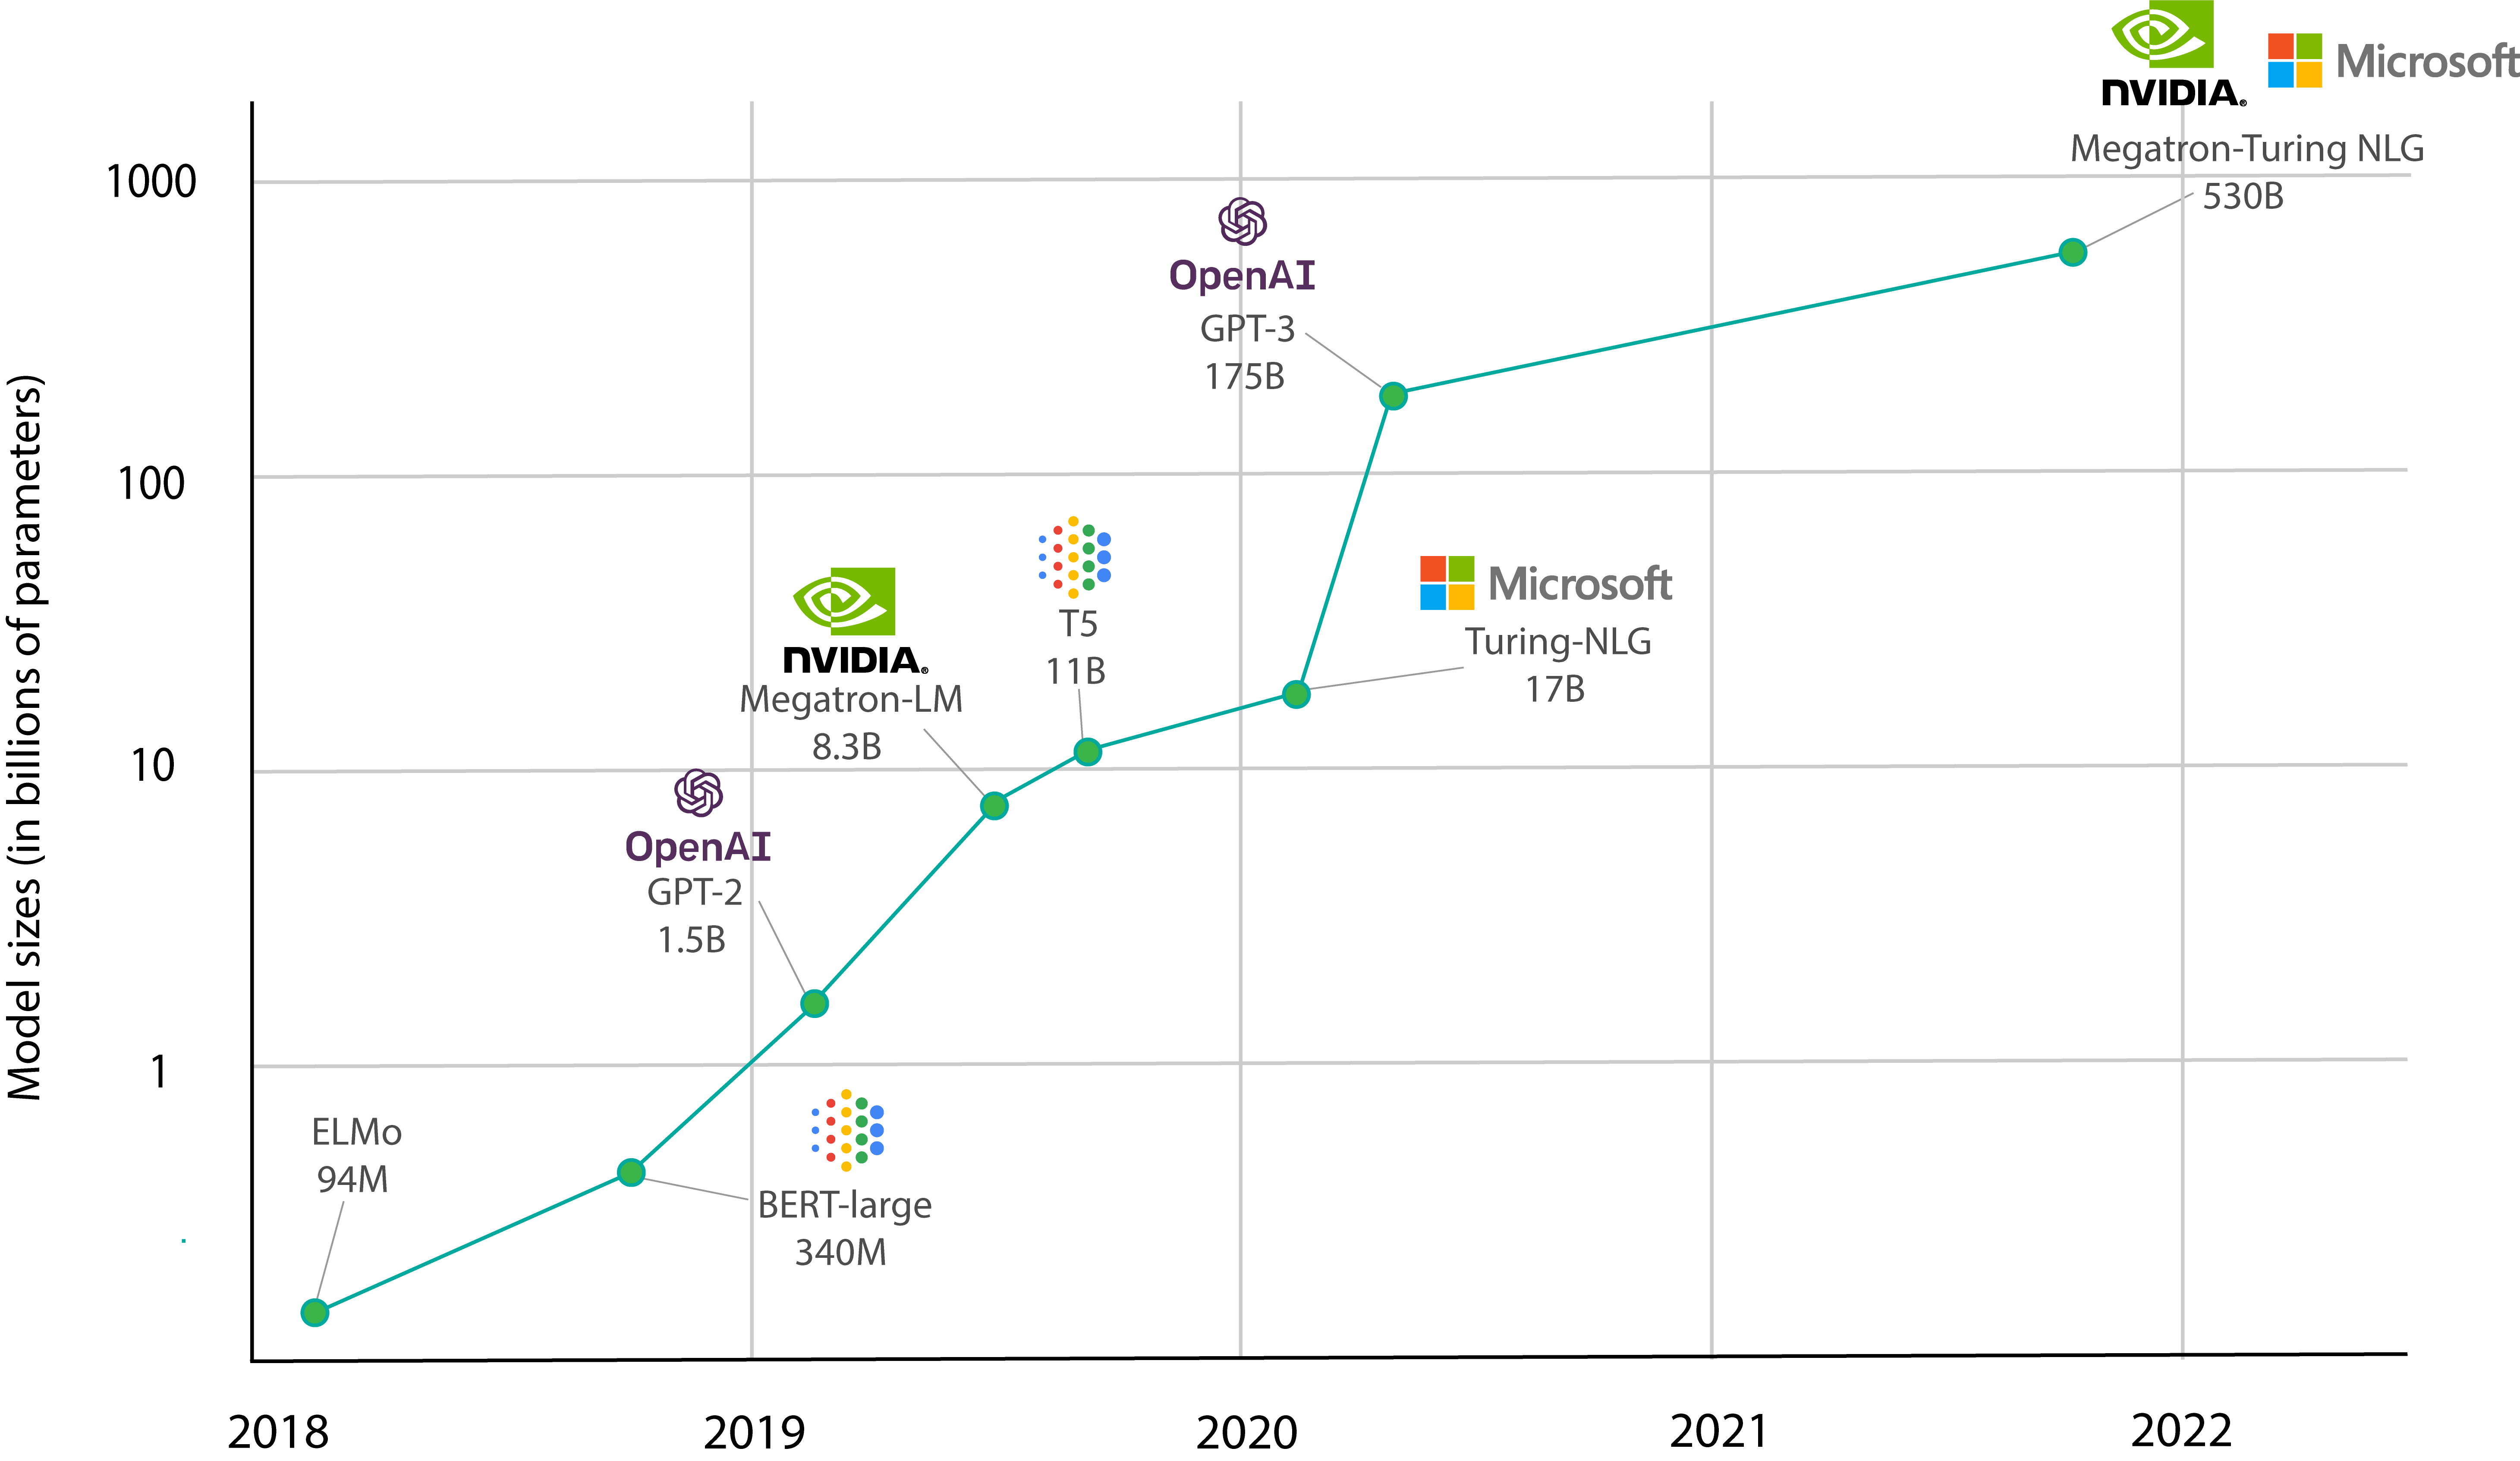 NVIDIA®
Microsoft
Megatron-Turing NLG
530B
1000
OpenAI
GPT-3
175B
100
Microsoft
Turing-NLG
17B
T5
11B
NVIDIA®
Megatron-LM
8.3B
10
OpenAI
GPT-2
1.5B
1
ELMo
94M
BERT-large
340M
Model sizes (in billions of parameters)
2018
2019
2020
2021
2022